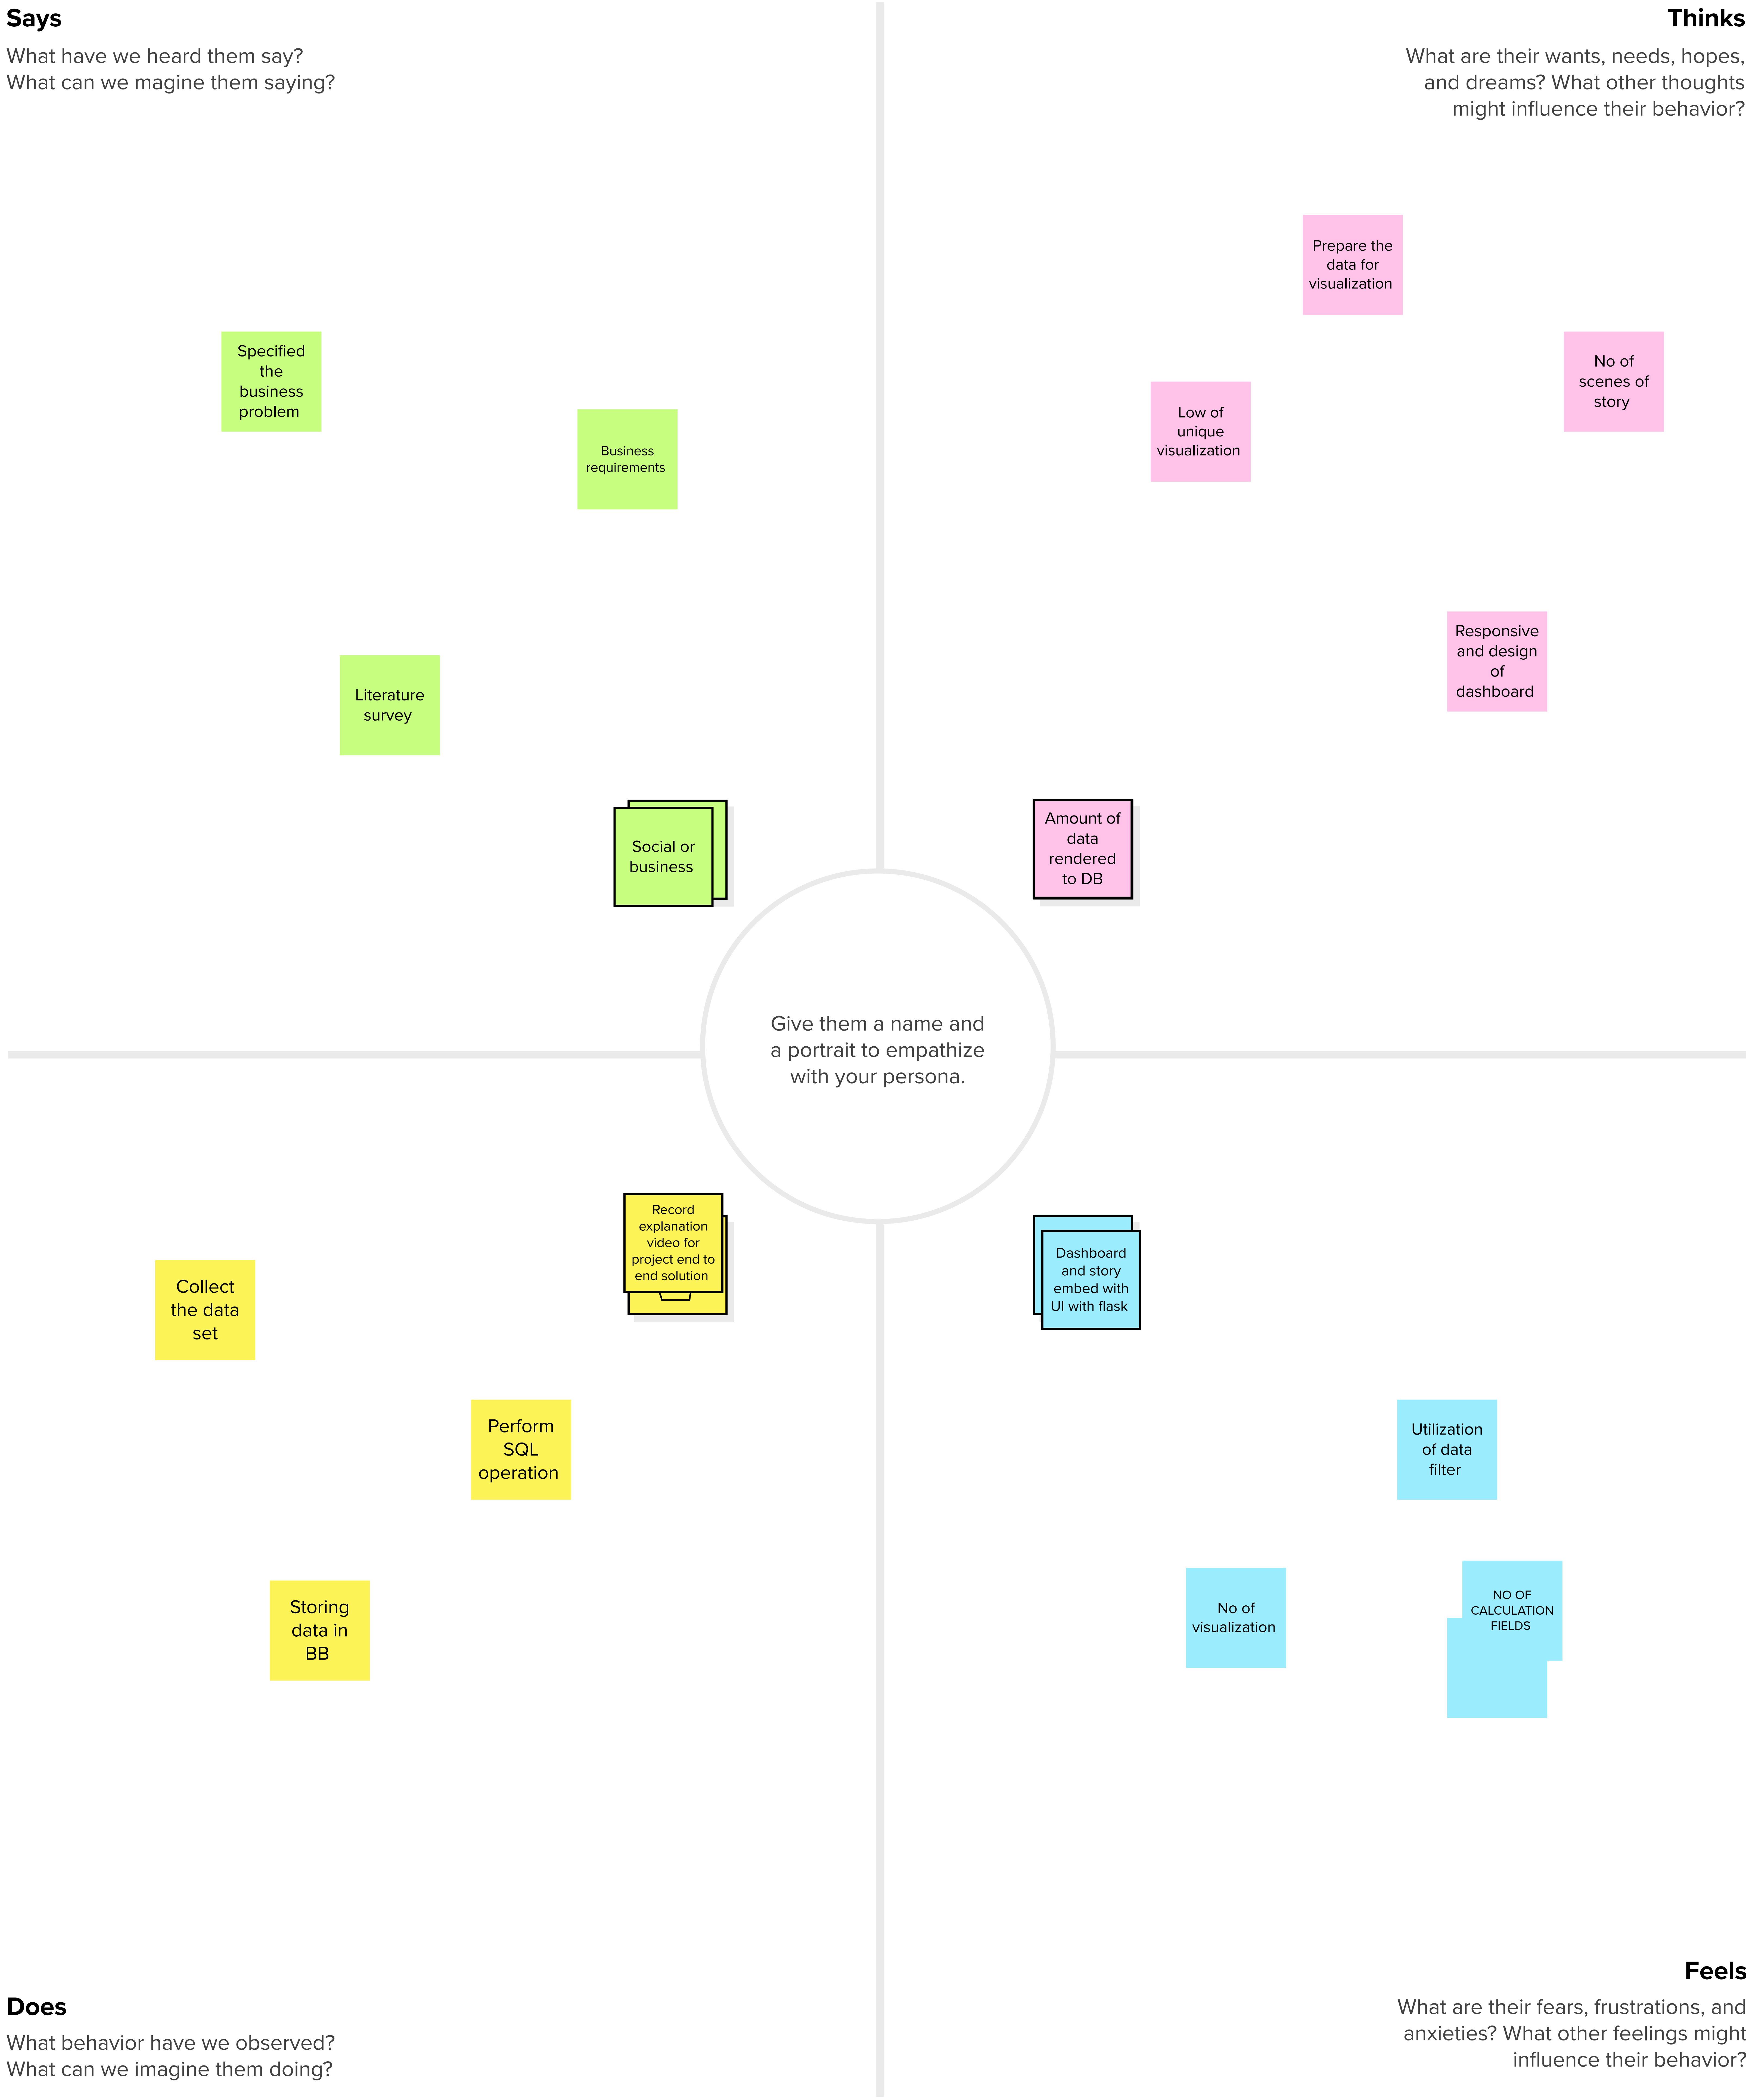 Says
What have we heard them say?
What can we magine them saying?
Thinks
What are their wants, needs, hopes,
and dreams? What other thoughts
might influence their behavior?
Specified
the
business
problem
Business
requirements
Literature
survey
Social or
business
Prepare the
data for
visualization
No of
scenes of
story
Low of
unique
visualization
Responsive
and design
of
dashboard
Amount of
data
rendered
to DB
Give them a name and
a portrait to empathize
with your persona.
Record
explanation
video for
project end to
end solution
Collect
the data
set
Perform
SQL
operation
Storing
data in
BB
Dashboard
and story
embed with
UI with flask
Utilization
of data
filter
No of
visualization
NO OF
CALCULATION
FIELDS
Does
What behavior have we observed?
What can we imagine them doing?
Feels
What are their fears, frustrations, and
anxieties? What other feelings might
influence their behavior?